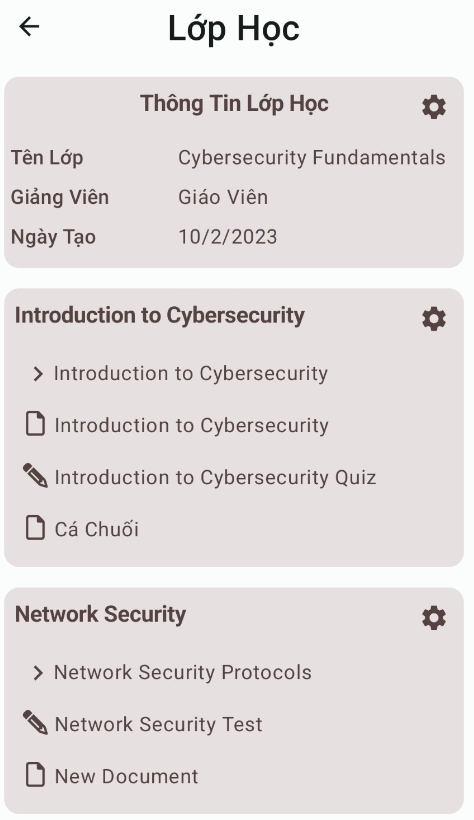 Lớp Học
Thông Tin Lớp Học
Tên Lớp Cybersecurity Fundamentals
Giảng Viên Giáo Viên
Ngày Tạo 10/2/2023
Introduction to Cybersecurity
Introduction to Cybersecurity
Introduction to Cybersecurity
Introduction to Cybersecurity Quiz
Cá Chuối
Network Security
Network Security Protocols
Network Security Test
New Document